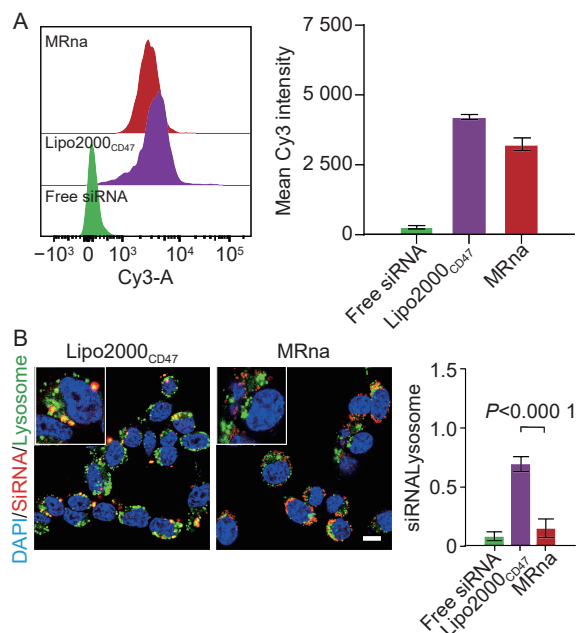 A
MRna
Lipo2000CD47
Free siRNA
−10³ 0 10³ 10⁴ 10⁵
Cy3-A
Mean Cy3 intensity
7 500
5 000
2 500
0
Free siRNA
Lipo2000CD47
MRna
B
Lipo2000CD47
MRna
DAPI/SiRNA/Lysosome
siRNALysosome
1.5
1.0
0.5
0
P<0.000 1
Free siRNA
Lipo2000CD47
MRna